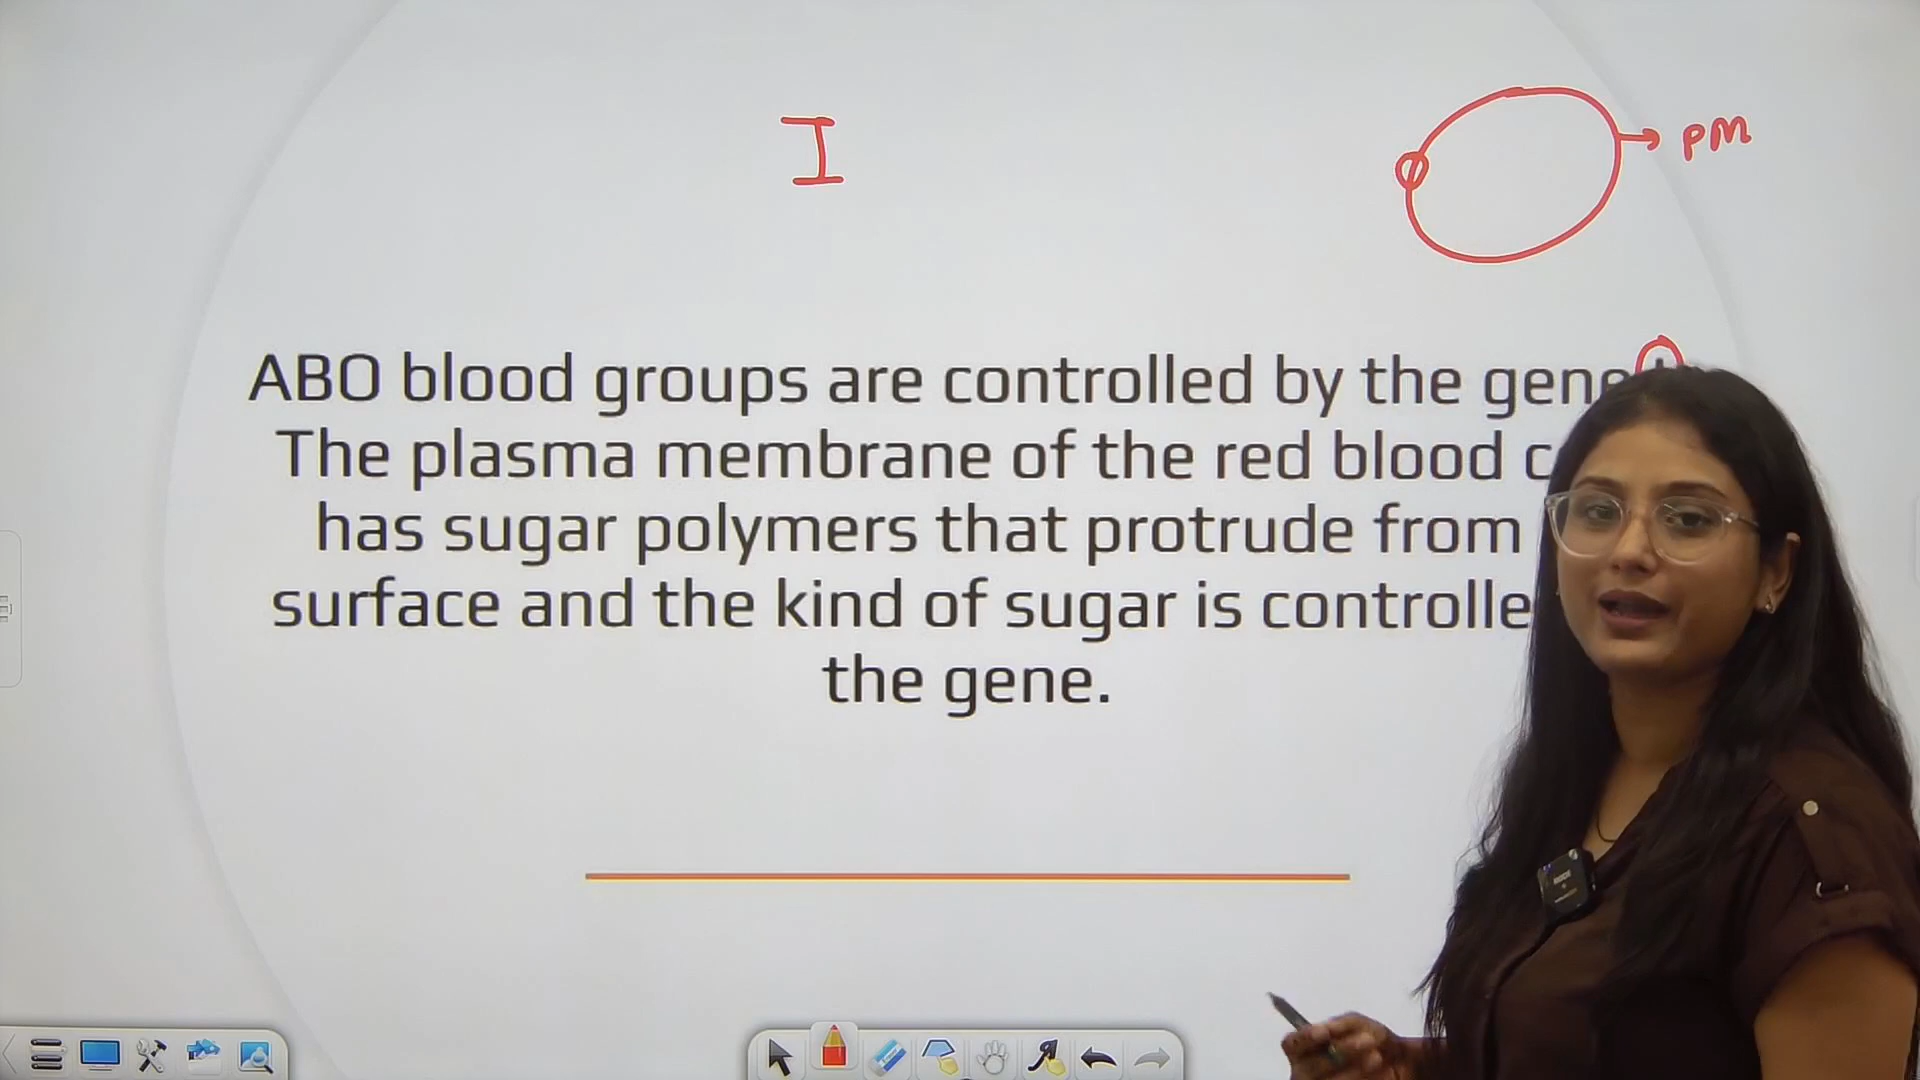 I
PM
ABO blood groups are controlled by the gene
The plasma membrane of the red blood
has sugar polymers that protrude from
surface and the kind of sugar is
the gene.